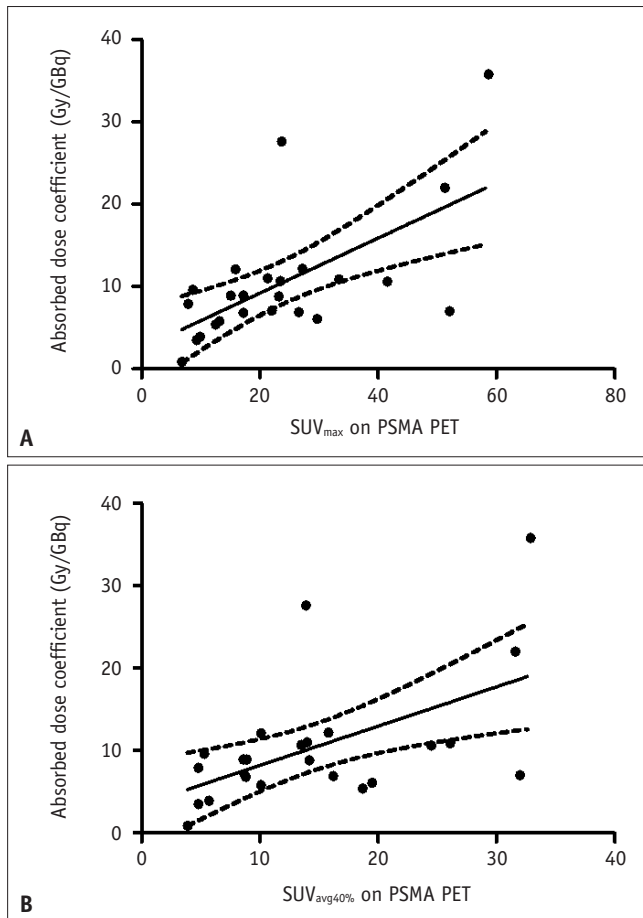 40
30
20
10
0
Absorbed dose coefficient (Gy/GBq)
0 20 40 60 80
SUVmax on PSMA PET
A
40
30
20
10
0
Absorbed dose coefficient (Gy/GBq)
0 10 20 30 40
SUVavg40% on PSMA PET
B